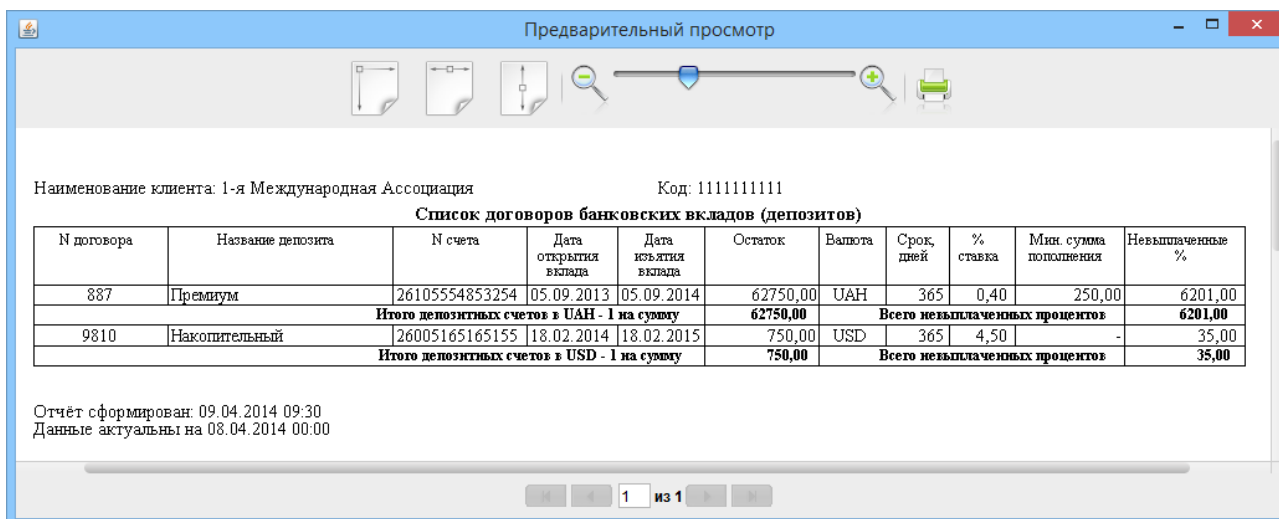 Предварительный просмотр
Наименование клиента: 1-я Международная Ассоциация Код: 1111111111
Список договоров банковских вкладов (депозитов)
N договора Название депозита N счета Дата открытия вклада Дата изъятия вклада Остаток Валюта Срок, дней % ставка Мин. сумма пополнения Невыплаченные %
887 Премиум 26105554853254 05.09.2013 05.09.2014 62750,00 UAH 365 0,40 250,00 6201,00
Итого депозитных счетов в UAH - 1 на сумму 62750,00 Всего невыплаченных процентов 6201,00
9810 Накопительный 26005165165155 18.02.2014 18.02.2015 750,00 USD 365 4,50 - 35,00
Итого депозитных счетов в USD - 1 на сумму 750,00 Всего невыплаченных процентов 35,00
Отчёт сформирован: 09.04.2014 09:30
Данные актуальны на 08.04.2014 00:00
1 из 1